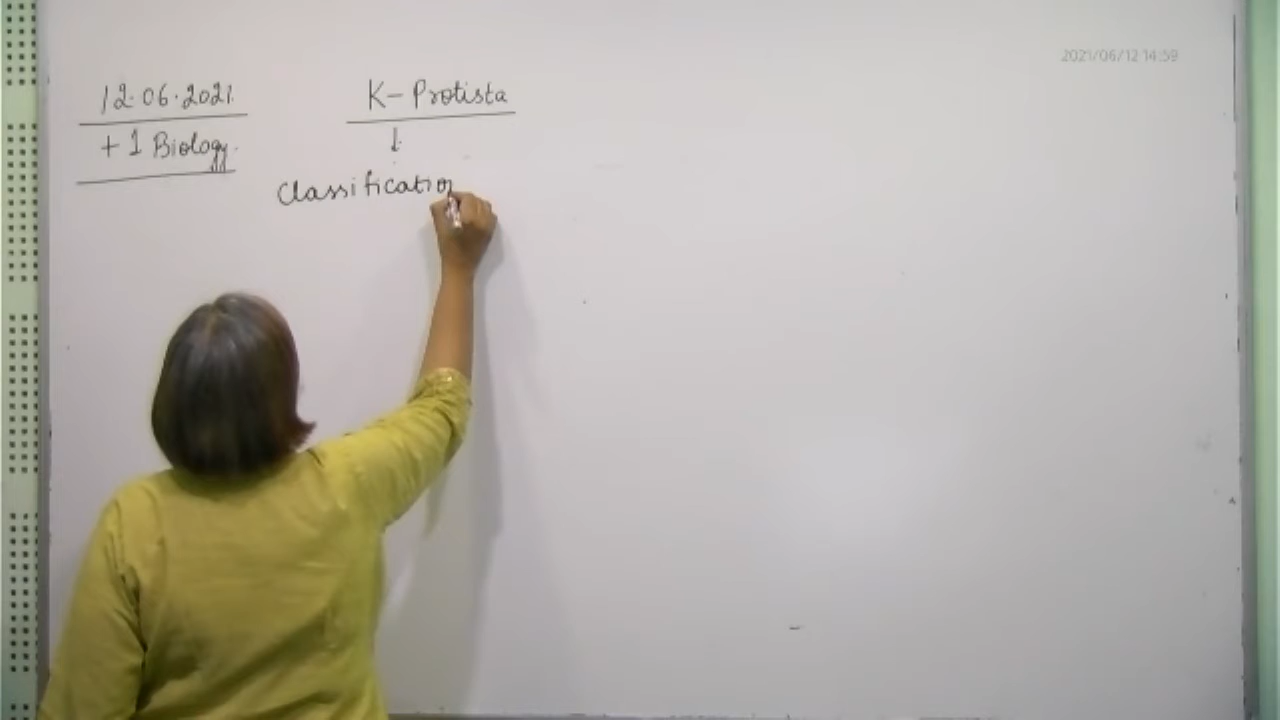 2021/06/12 14:59
12.06.2021.
K- Protista
+1 Biology.
↓
Classification